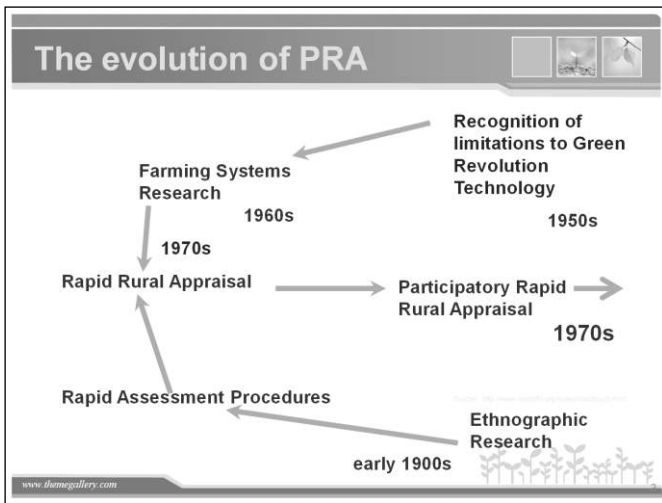 The evolution of PRA
Recognition of
limitations to Green
Revolution
Technology
1950s
Farming Systems
Research
1960s
1970s
Rapid Rural Appraisal
Participatory Rapid
Rural Appraisal
1970s
Rapid Assessment Procedures
Ethnographic
Research
early 1900s
www.themegallery.com